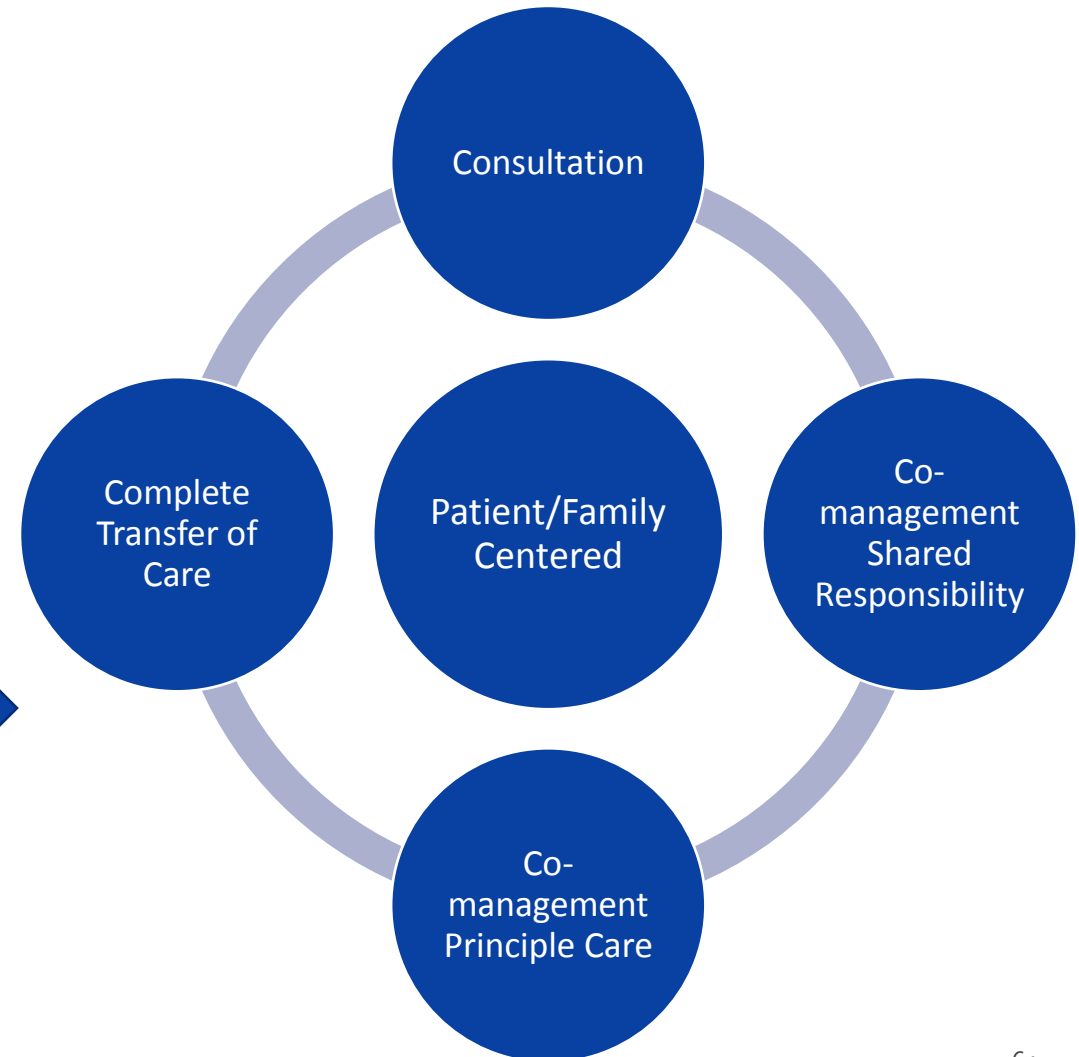 Consultation
Complete
Transfer of
Care
Patient/Family
Centered
Co-
management
Shared
Responsibility
Co-
management
Principle Care